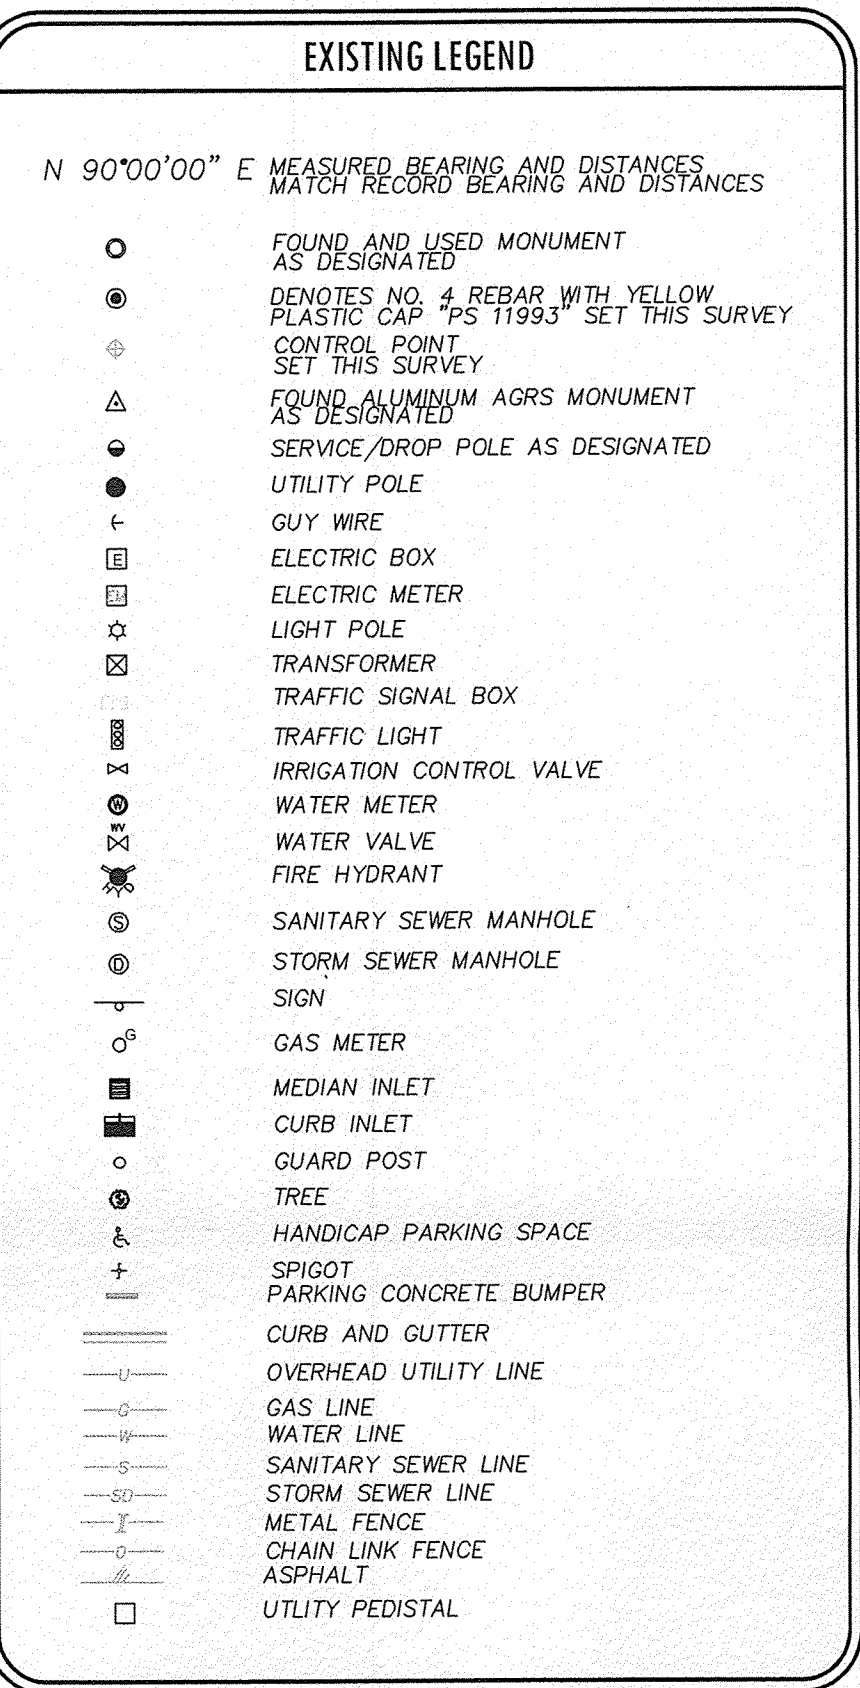 EXISTING LEGEND
N 90°00'00" E MEASURED BEARING AND DISTANCES
MATCH RECORD BEARING AND DISTANCES
FOUND AND USED MONUMENT
AS DESIGNATED
DENOTES NO. 4 REBAR WITH YELLOW
PLASTIC CAP "PS 11993" SET THIS SURVEY
CONTROL POINT
SET THIS SURVEY
FOUND ALUMINUM AGRS MONUMENT
AS DESIGNATED
SERVICE/DROP POLE AS DESIGNATED
UTILITY POLE
GUY WIRE
E ELECTRIC BOX
ELECTRIC METER
LIGHT POLE
TRANSFORMER
TRAFFIC SIGNAL BOX
TRAFFIC LIGHT
IRRIGATION CONTROL VALVE
W WATER METER
WV WATER VALVE
FIRE HYDRANT
S SANITARY SEWER MANHOLE
D STORM SEWER MANHOLE
SIGN
G GAS METER
MEDIAN INLET
CURB INLET
GUARD POST
TREE
HANDICAP PARKING SPACE
SPIGOT
PARKING CONCRETE BUMPER
CURB AND GUTTER
U OVERHEAD UTILITY LINE
G GAS LINE
W WATER LINE
S SANITARY SEWER LINE
SD STORM SEWER LINE
I METAL FENCE
O CHAIN LINK FENCE
ASPHALT
UTLITY PEDISTAL